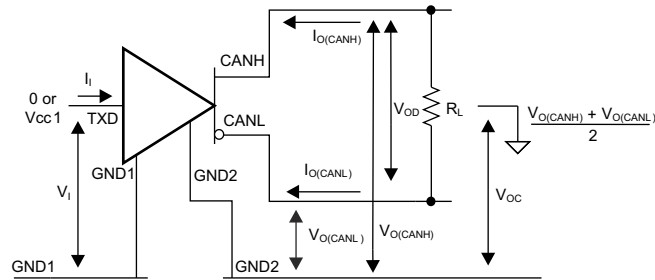 CANH
I_O(CANH)
I_I
0 or
Vcc1
TXD
CANL
V_OD
R_L
V_O(CANH) + V_O(CANL)
2
GND1
GND2
I_O(CANL)
V_I
V_OC
V_O(CANL)
V_O(CANH)
GND1
GND2